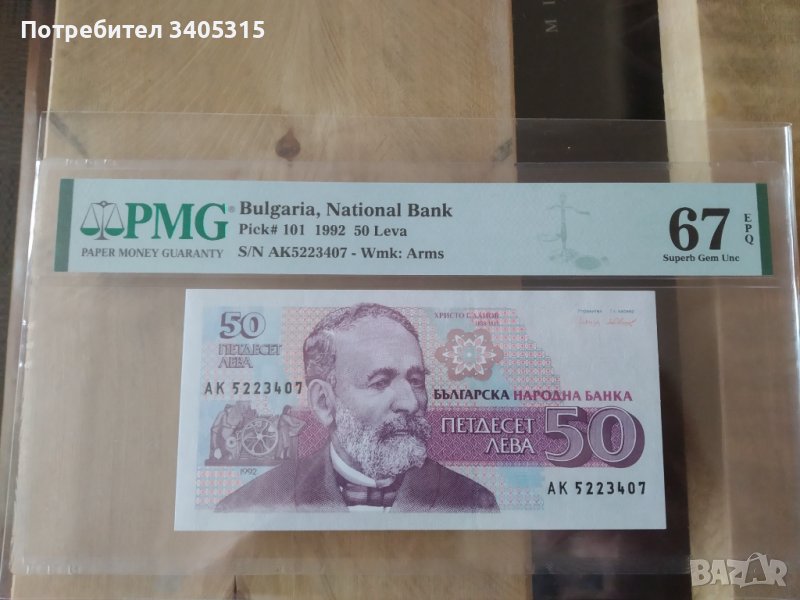 Потребител 3405315
PMG
PAPER MONEY GUARANTY
Bulgaria, National Bank
Pick# 101 1992 50 Leva
S/N AK5223407 - Wmk: Arms
67
EPQ
Superb Gem Unc
50
ПЕТДЕСЕТ
ЛЕВА
АК 5223407
1992
ХРИСТО Г. ДАНОВ
БЪЛГАРСКА НАРОДНА БАНКА
ПЕТДЕСЕТ
ЛЕВА
50
АК 5223407
BAZAR